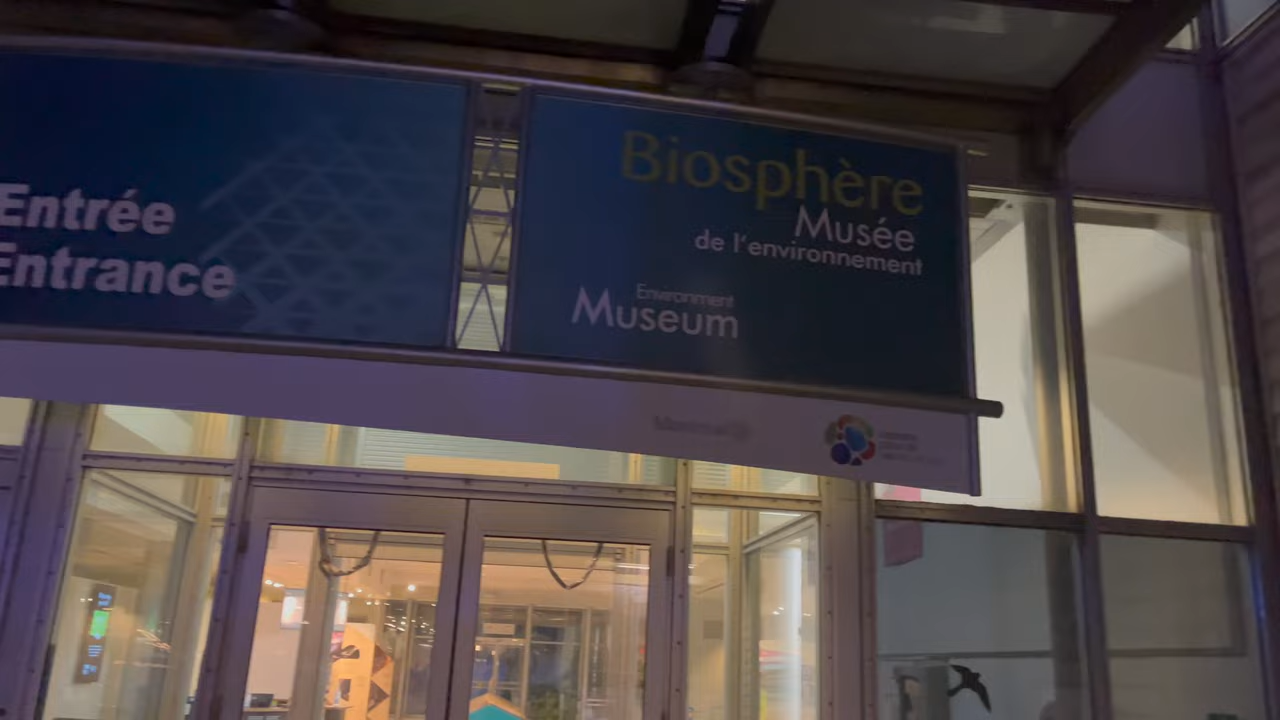 Entrée
Entrance
Biosphère
Musée
de l'environnement
Environment
Museum